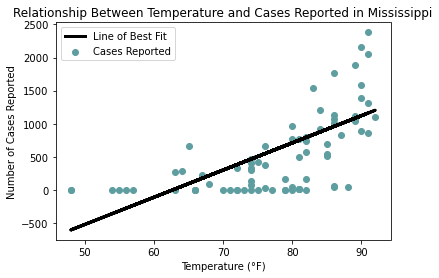 Relationship Between Temperature and Cases Reported in Mississippi
Line of Best Fit
Cases Reported
Number of Cases Reported
2500
2000
1500
1000
500
0
−500
50 60 70 80 90
Temperature (°F)